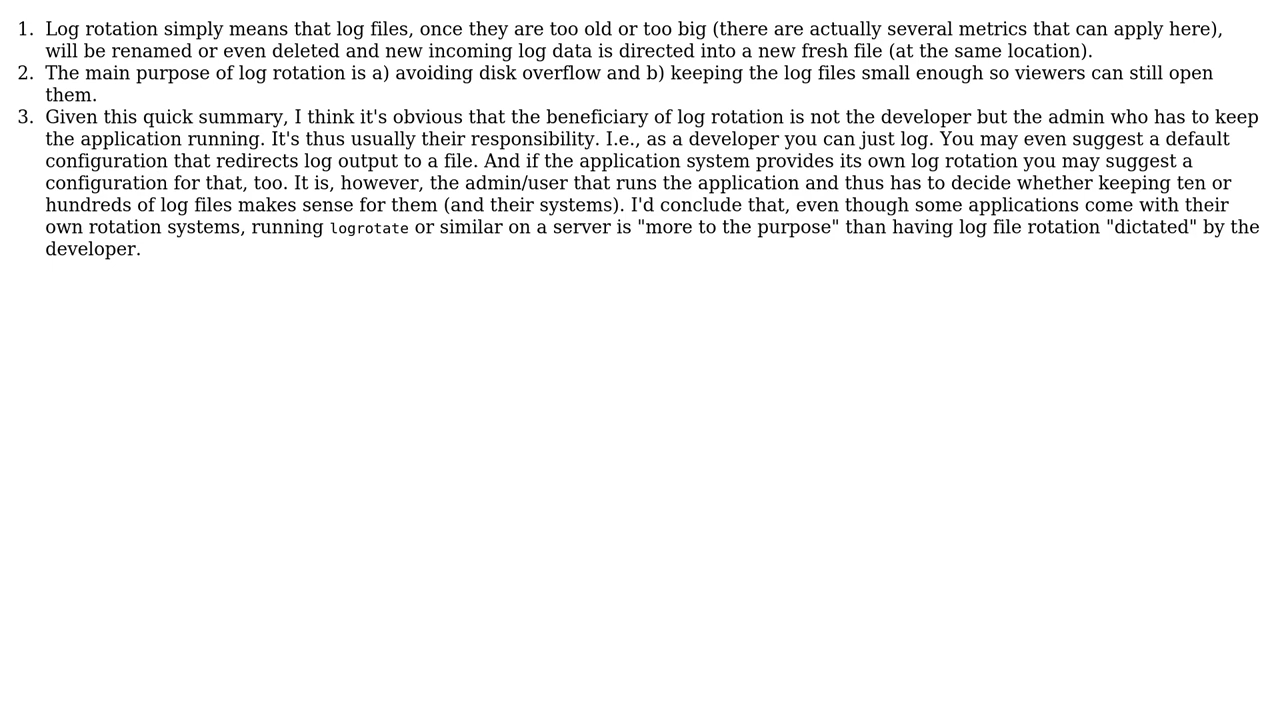 1. Log rotation simply means that log files, once they are too old or too big (there are actually several metrics that can apply here),
will be renamed or even deleted and new incoming log data is directed into a new fresh file (at the same location).
2. The main purpose of log rotation is a) avoiding disk overflow and b) keeping the log files small enough so viewers can still open
them.
3. Given this quick summary, I think it's obvious that the beneficiary of log rotation is not the developer but the admin who has to keep
the application running. It's thus usually their responsibility. I.e., as a developer you can just log. You may even suggest a default
configuration that redirects log output to a file. And if the application system provides its own log rotation you may suggest a
configuration for that, too. It is, however, the admin/user that runs the application and thus has to decide whether keeping ten or
hundreds of log files makes sense for them (and their systems). I'd conclude that, even though some applications come with their
own rotation systems, running logrotate or similar on a server is "more to the purpose" than having log file rotation "dictated" by the
developer.